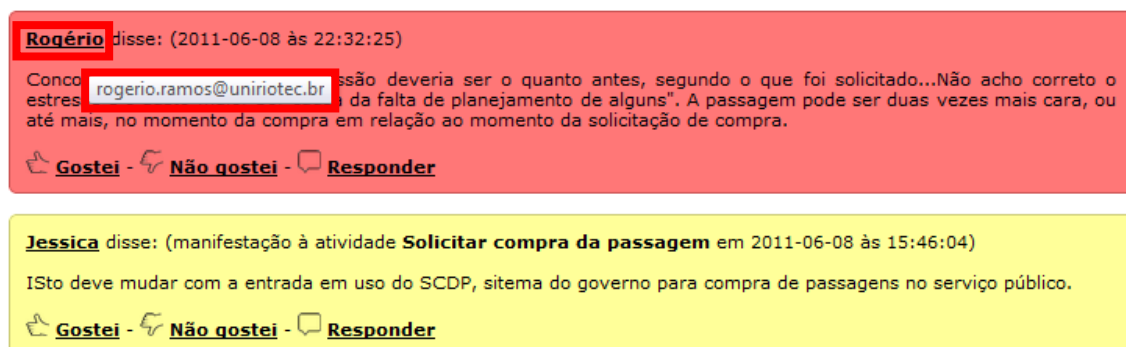 Rogério disse: (2011-06-08 às 22:32:25)
Conco ssão deveria ser o quanto antes, segundo o que foi solicitado...Não acho correto o
rogerio.ramos@uniriotec.br
estres da falta de planejamento de alguns". A passagem pode ser duas vezes mais cara, ou
até mais, no momento da compra em relação ao momento da solicitação de compra.
Gostei - Não gostei - Responder
Jessica disse: (manifestação à atividade Solicitar compra da passagem em 2011-06-08 às 15:46:04)
ISto deve mudar com a entrada em uso do SCDP, sitema do governo para compra de passagens no serviço público.
Gostei - Não gostei - Responder